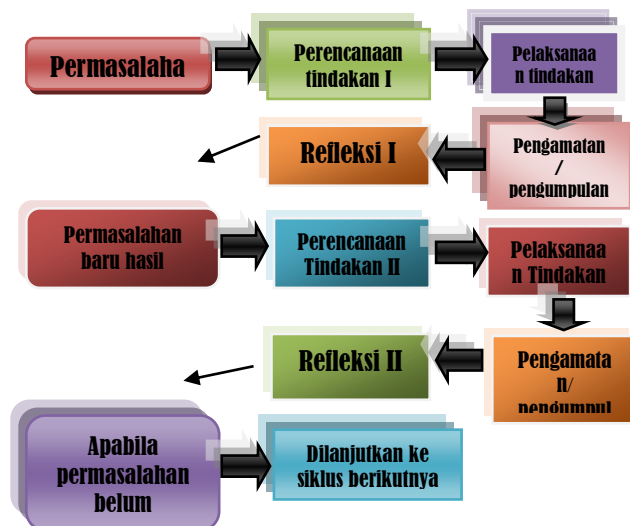 Permasalaha
Perencanaan
tindakan I
Pelaksanaa
n tindakan
Pengamatan
/
pengumpulan
Refleksi I
Permasalahan
baru hasil
Perencanaan
Tindakan II
Pelaksanaa
n Tindakan
Pengamata
n/
pengumpul
Refleksi II
Apabila
permasalahan
belum
Dilanjutkan ke
siklus berikutnya